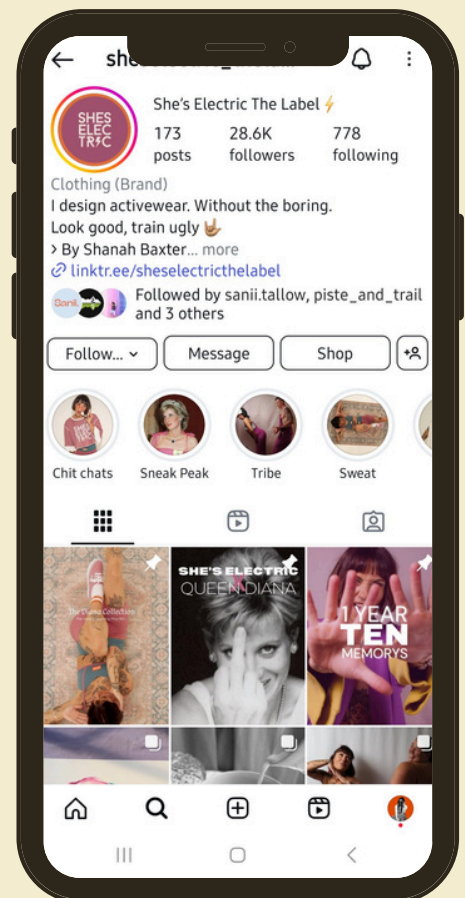 SHES
ELEC
TR⚡C
She's Electric The Label ⚡
173 28.6K 778
posts followers following
Clothing (Brand)
I design activewear. Without the boring.
Look good, train ugly 🤟🏽
> By Shanah Baxter... more
linktr.ee/sheselectricthelabel
Sanii.
Followed by sanii.tallow, piste_and_trail
and 3 others
Follow...
Message
Shop
Chit chats
Sneak Peak
Tribe
Sweat
The Diana Collection
SHE'S ELECTRIC
QUEEN DIANA
1 YEAR
TEN
MEMORYS